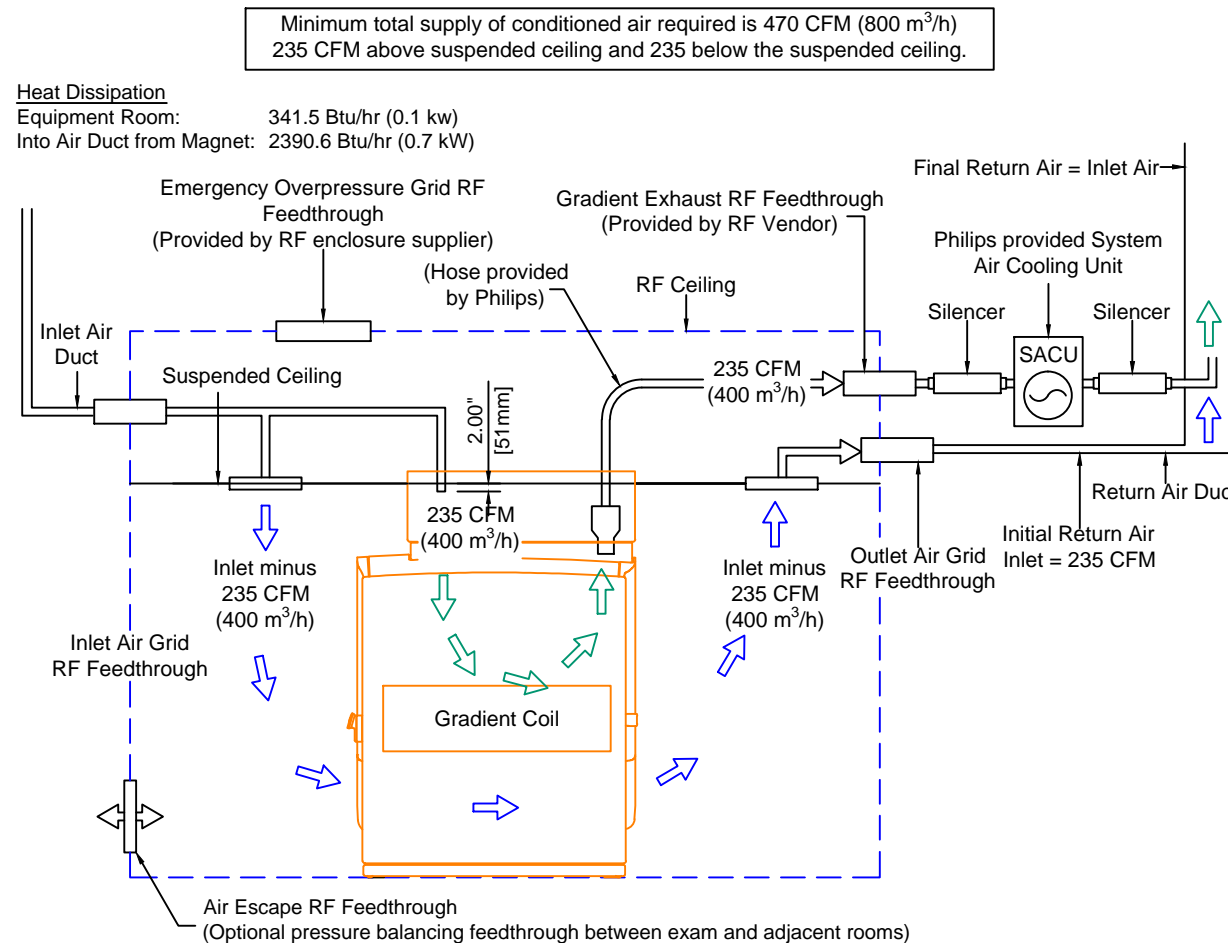 Minimum total supply of conditioned air required is 470 CFM (800 m³/h)
235 CFM above suspended ceiling and 235 below the suspended ceiling.
Heat Dissipation
Equipment Room: 341.5 Btu/hr (0.1 kw)
Into Air Duct from Magnet: 2390.6 Btu/hr (0.7 kW)
Final Return Air = Inlet Air
Emergency Overpressure Grid RF
Feedthrough
(Provided by RF enclosure supplier)
Gradient Exhaust RF Feedthrough
(Provided by RF Vendor)
Philips provided System
Air Cooling Unit
(Hose provided
by Philips)
RF Ceiling
Silencer
Silencer
Inlet Air
Duct
Suspended Ceiling
SACU
235 CFM
(400 m³/h)
2.00"
[51mm]
235 CFM
(400 m³/h)
Return Air Duc
Initial Return Air
Inlet = 235 CFM
Outlet Air Grid
RF Feedthrough
Inlet minus
235 CFM
(400 m³/h)
Inlet minus
235 CFM
(400 m³/h)
Inlet Air Grid
RF Feedthrough
Gradient Coil
Air Escape RF Feedthrough
(Optional pressure balancing feedthrough between exam and adjacent rooms)